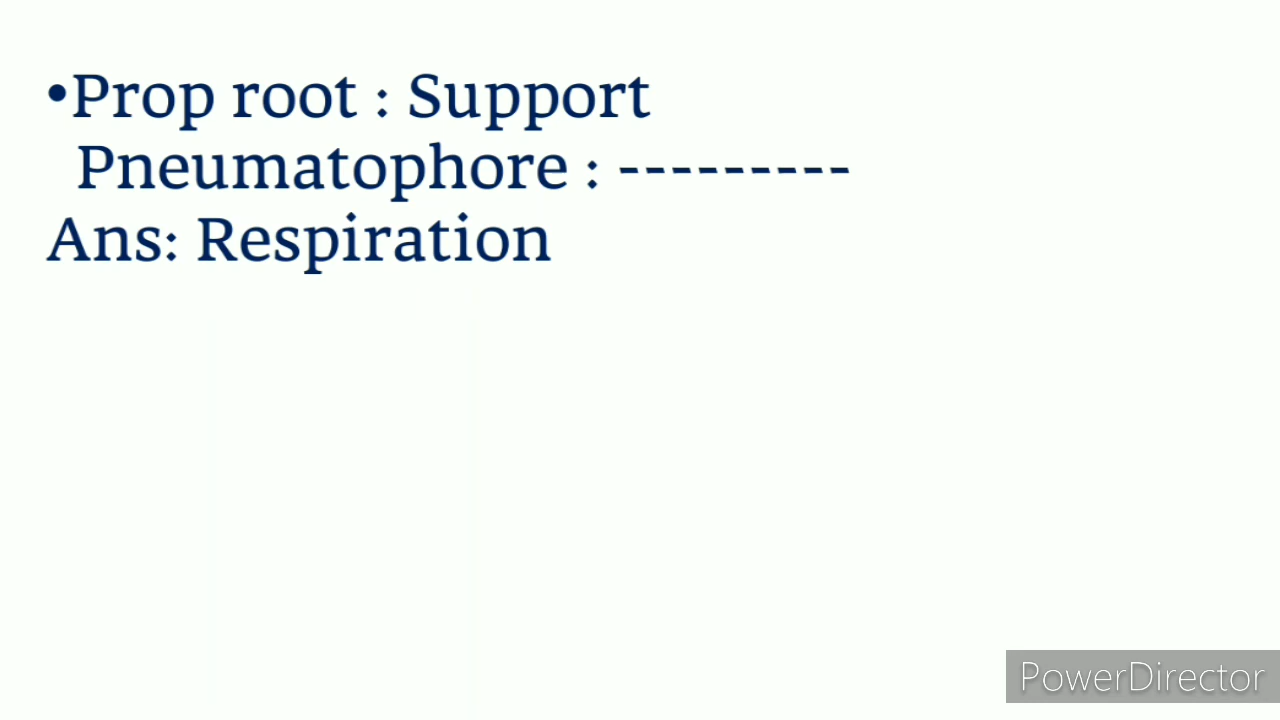 •Prop root : Support
Pneumatophore : ---------
Ans: Respiration
PowerDirector